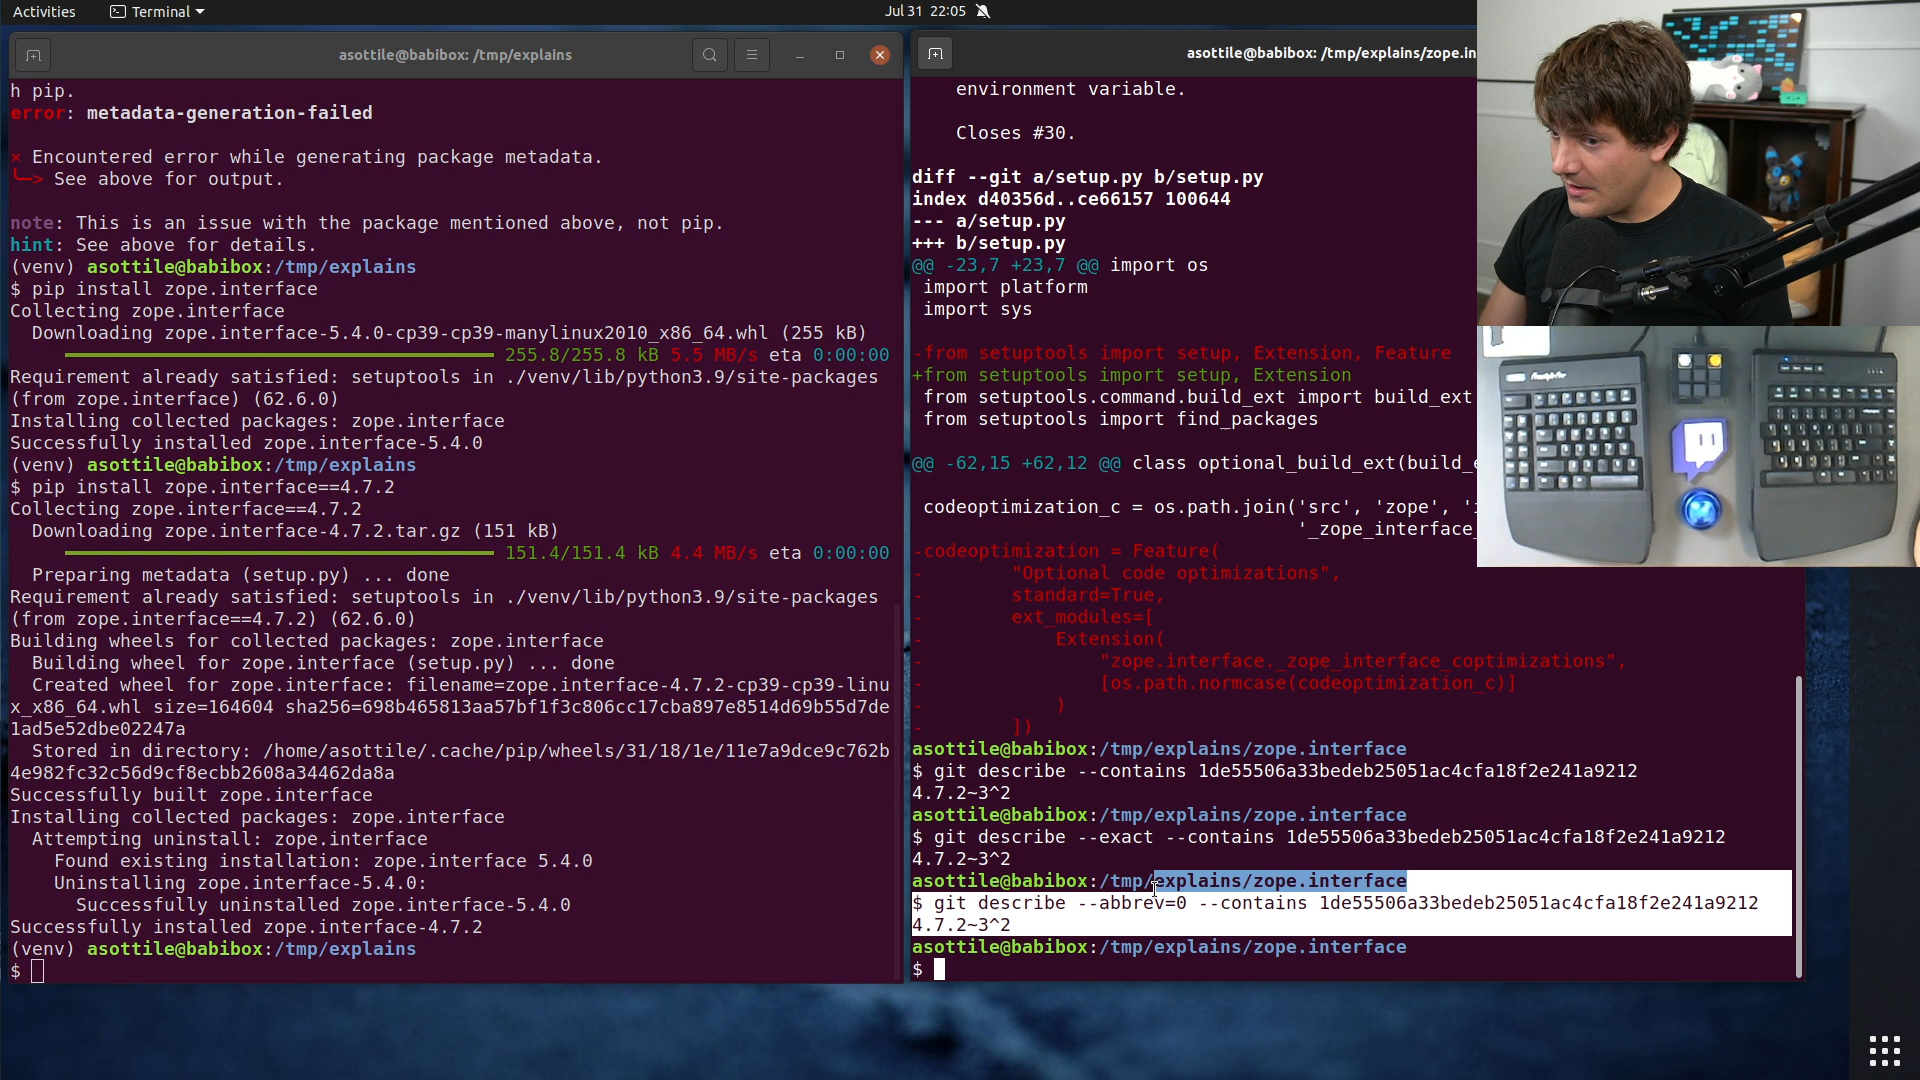 Activities
Terminal
Jul 31 22:05
asottile@babibox: /tmp/explains
h pip.
error: metadata-generation-failed
× Encountered error while generating package metadata.
╰─> See above for output.
note: This is an issue with the package mentioned above, not pip.
hint: See above for details.
(venv) asottile@babibox:/tmp/explains
$ pip install zope.interface
Collecting zope.interface
Downloading zope.interface-5.4.0-cp39-cp39-manylinux2010_x86_64.whl (255 kB)
255.8/255.8 kB 5.5 MB/s eta 0:00:00
Requirement already satisfied: setuptools in ./venv/lib/python3.9/site-packages
(from zope.interface) (62.6.0)
Installing collected packages: zope.interface
Successfully installed zope.interface-5.4.0
(venv) asottile@babibox:/tmp/explains
$ pip install zope.interface==4.7.2
Collecting zope.interface==4.7.2
Downloading zope.interface-4.7.2.tar.gz (151 kB)
151.4/151.4 kB 4.4 MB/s eta 0:00:00
Preparing metadata (setup.py) ... done
Requirement already satisfied: setuptools in ./venv/lib/python3.9/site-packages
(from zope.interface==4.7.2) (62.6.0)
Building wheels for collected packages: zope.interface
Building wheel for zope.interface (setup.py) ... done
Created wheel for zope.interface: filename=zope.interface-4.7.2-cp39-cp39-linu
x_x86_64.whl size=164604 sha256=698b465813aa57bf1f3c806cc17cba897e8514d69b55d7de
1ad5e52dbe02247a
Stored in directory: /home/asottile/.cache/pip/wheels/31/18/1e/11e7a9dce9c762b
4e982fc32c56d9cf8ecbb2608a34462da8a
Successfully built zope.interface
Installing collected packages: zope.interface
Attempting uninstall: zope.interface
Found existing installation: zope.interface 5.4.0
Uninstalling zope.interface-5.4.0:
Successfully uninstalled zope.interface-5.4.0
Successfully installed zope.interface-4.7.2
(venv) asottile@babibox:/tmp/explains
$
asottile@babibox: /tmp/explains/zope.in
environment variable.
Closes #30.
diff --git a/setup.py b/setup.py
index d40356d..ce66157 100644
--- a/setup.py
+++ b/setup.py
@@ -23,7 +23,7 @@ import os
import platform
import sys
-from setuptools import setup, Extension, Feature
+from setuptools import setup, Extension
from setuptools.command.build_ext import build_ext
from setuptools import find_packages
@@ -62,15 +62,12 @@ class optional_build_ext(build_e
codeoptimization_c = os.path.join('src', 'zope', 'i
'_zope_interface_
-codeoptimization = Feature(
- "Optional code optimizations",
- standard=True,
- ext_modules=[
- Extension(
- "zope.interface._zope_interface_coptimizations",
- [os.path.normcase(codeoptimization_c)]
- )
- ])
asottile@babibox:/tmp/explains/zope.interface
$ git describe --contains 1de55506a33bedeb25051ac4cfa18f2e241a9212
4.7.2~3^2
asottile@babibox:/tmp/explains/zope.interface
$ git describe --exact --contains 1de55506a33bedeb25051ac4cfa18f2e241a9212
4.7.2~3^2
asottile@babibox:/tmp/explains/zope.interface
$ git describe --abbrev=0 --contains 1de55506a33bedeb25051ac4cfa18f2e241a9212
4.7.2~3^2
asottile@babibox:/tmp/explains/zope.interface
$